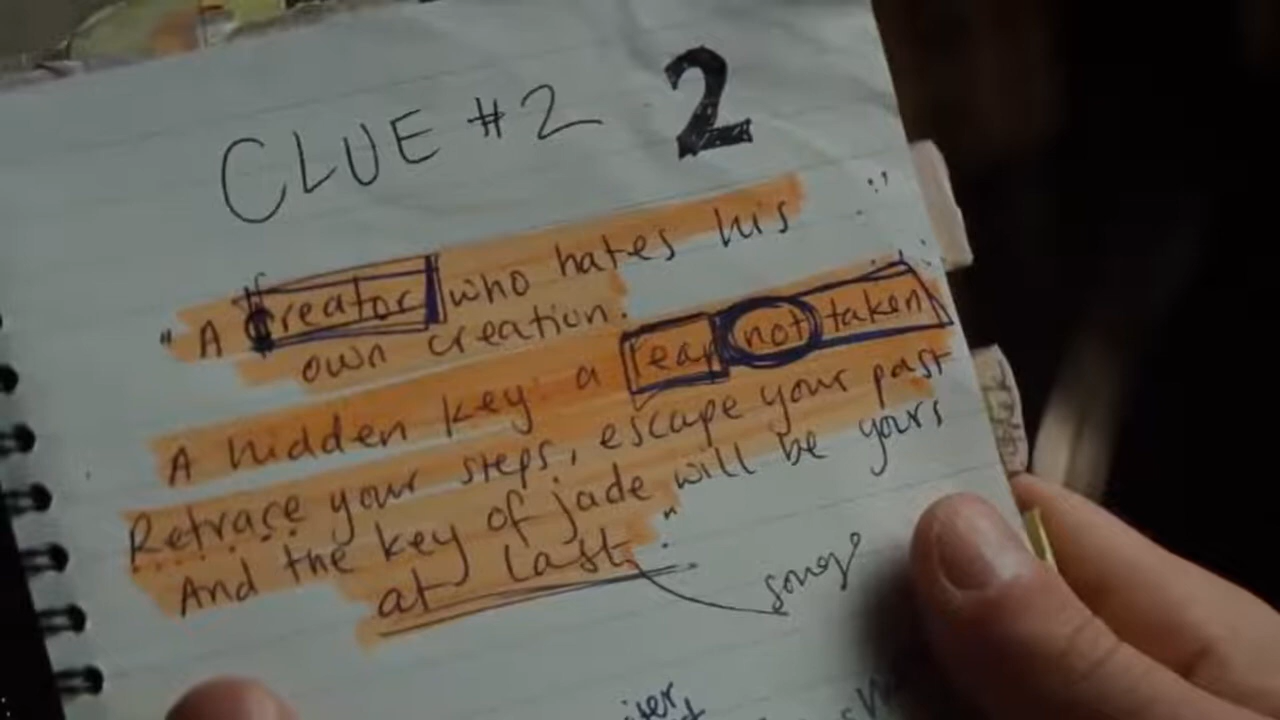 CLUE #2 2
"A creator who hates his
own creation.
A hidden key: a leap not taken
Retrace your steps, escape your past
And the key of jade will be yours
at last."
song?